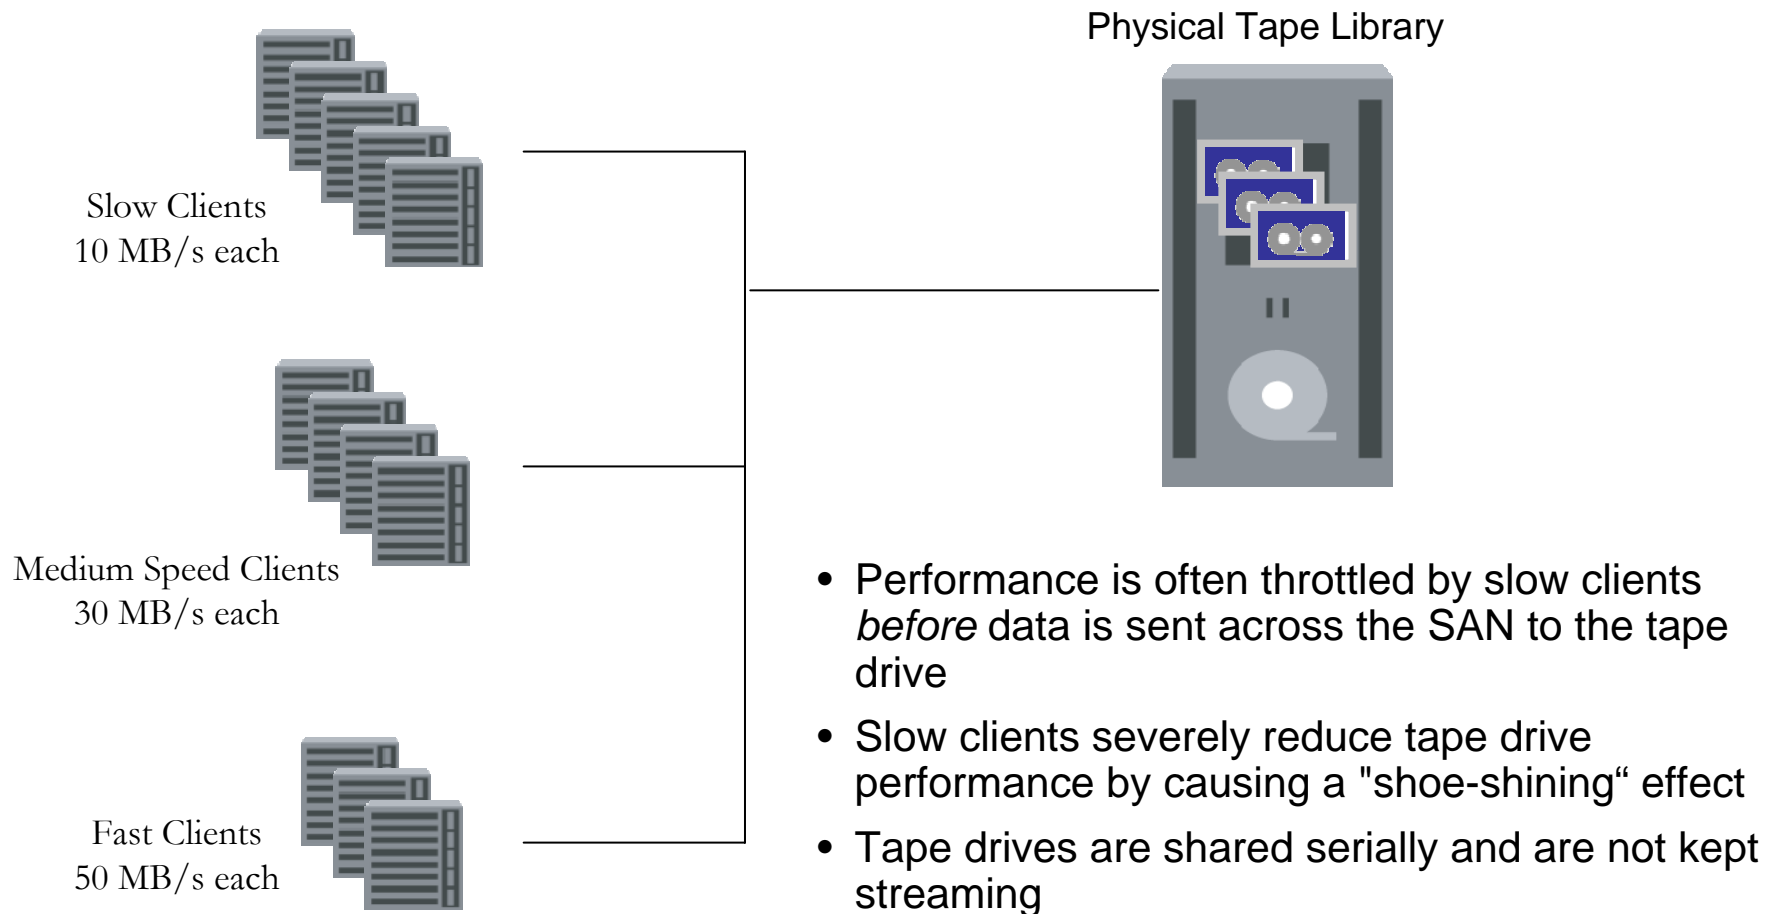 Physical Tape Library
Slow Clients
10 MB/s each
Medium Speed Clients
30 MB/s each
Fast Clients
50 MB/s each
• Performance is often throttled by slow clients
before data is sent across the SAN to the tape
drive
• Slow clients severely reduce tape drive
performance by causing a "shoe-shining“ effect
• Tape drives are shared serially and are not kept
streaming